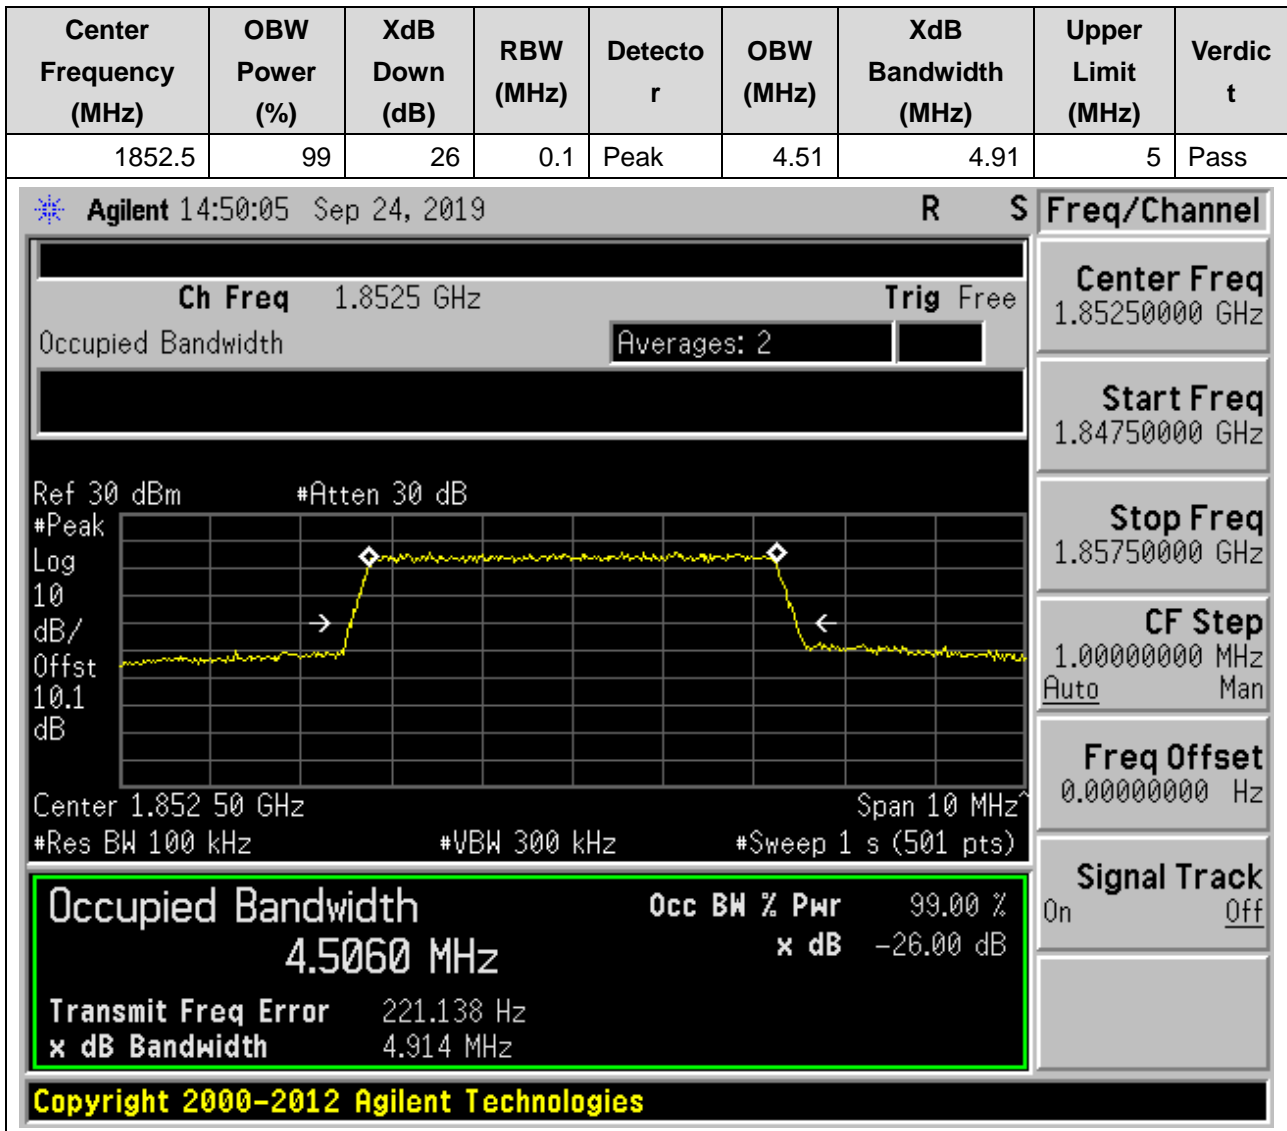 Center Frequency (MHz) OBW Power (%) XdB Down (dB) RBW (MHz) Detecto r OBW (MHz) XdB Bandwidth (MHz) Upper Limit (MHz) Verdic t
1852.5 99 26 0.1 Peak 4.51 4.91 5 Pass
Agilent 14:50:05 Sep 24, 2019 R S
Ch Freq 1.8525 GHz Trig Free
Occupied Bandwidth Averages: 2
Ref 30 dBm #Atten 30 dB
#Peak
Log
10
dB/
Offst
10.1
dB
Center 1.852 50 GHz Span 10 MHz^
#Res BW 100 kHz #VBW 300 kHz #Sweep 1 s (501 pts)
Occupied Bandwidth Occ BW % Pwr 99.00 %
4.5060 MHz x dB -26.00 dB
Transmit Freq Error 221.138 Hz
x dB Bandwidth 4.914 MHz
Freq/Channel
Center Freq
1.85250000 GHz
Start Freq
1.84750000 GHz
Stop Freq
1.85750000 GHz
CF Step
1.00000000 MHz
Auto Man
Freq Offset
0.00000000 Hz
Signal Track
On Off
Copyright 2000-2012 Agilent Technologies